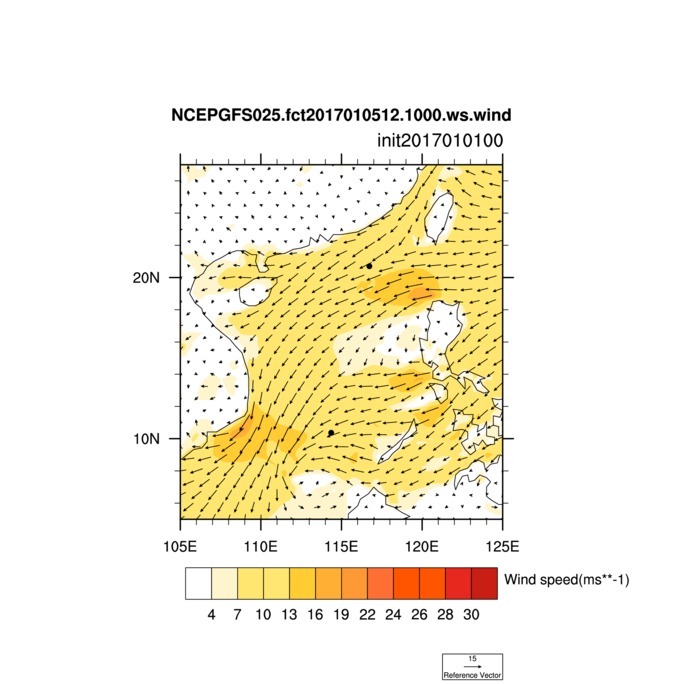 NCEPGFS025.fct2017010512.1000.ws.wind
init2017010100
20N
10N
105E 110E 115E 120E 125E
Wind speed(ms**-1)
4 7 10 13 16 19 22 24 26 28 30
15
Reference Vector